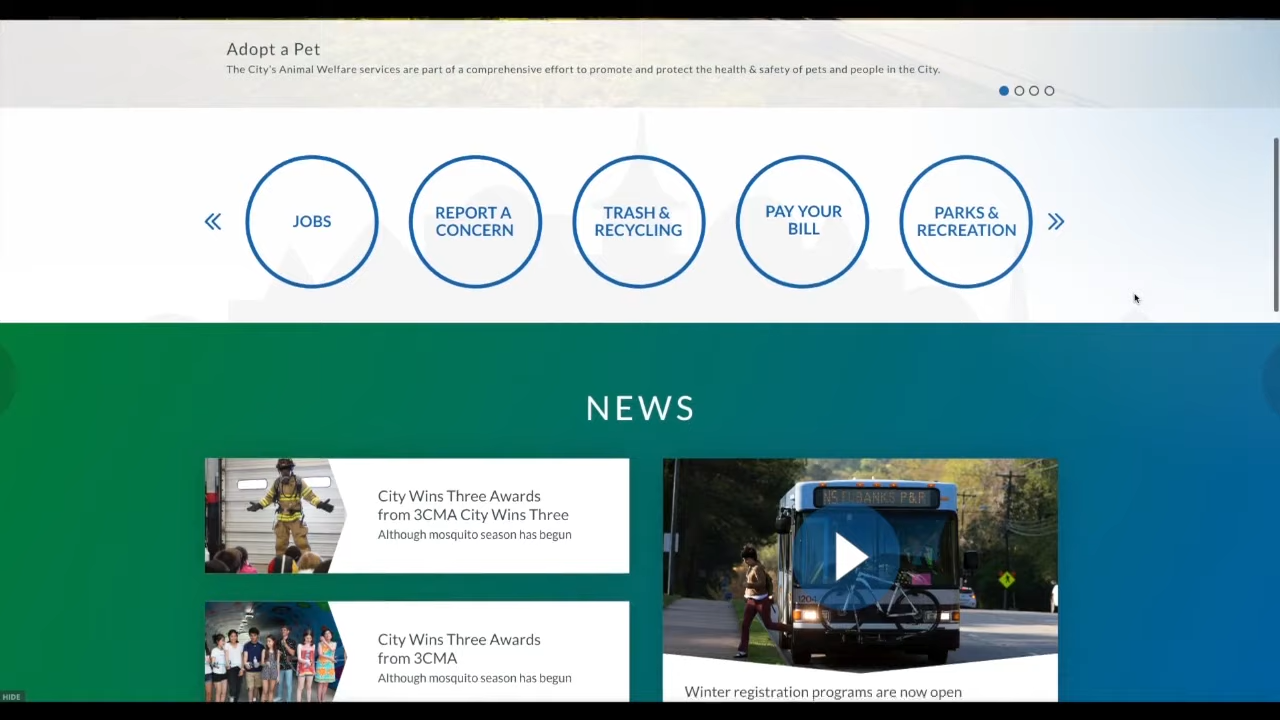 Adopt a Pet
The City's Animal Welfare services are part of a comprehensive effort to promote and protect the health & safety of pets and people in the City.
JOBS
REPORT A
CONCERN
TRASH &
RECYCLING
PAY YOUR
BILL
PARKS &
RECREATION
NEWS
City Wins Three Awards
from 3CMA City Wins Three
Although mosquito season has begun
City Wins Three Awards
from 3CMA
Although mosquito season has begun
NS EUBANKS P&R
1204
Winter registration programs are now open
HIDE